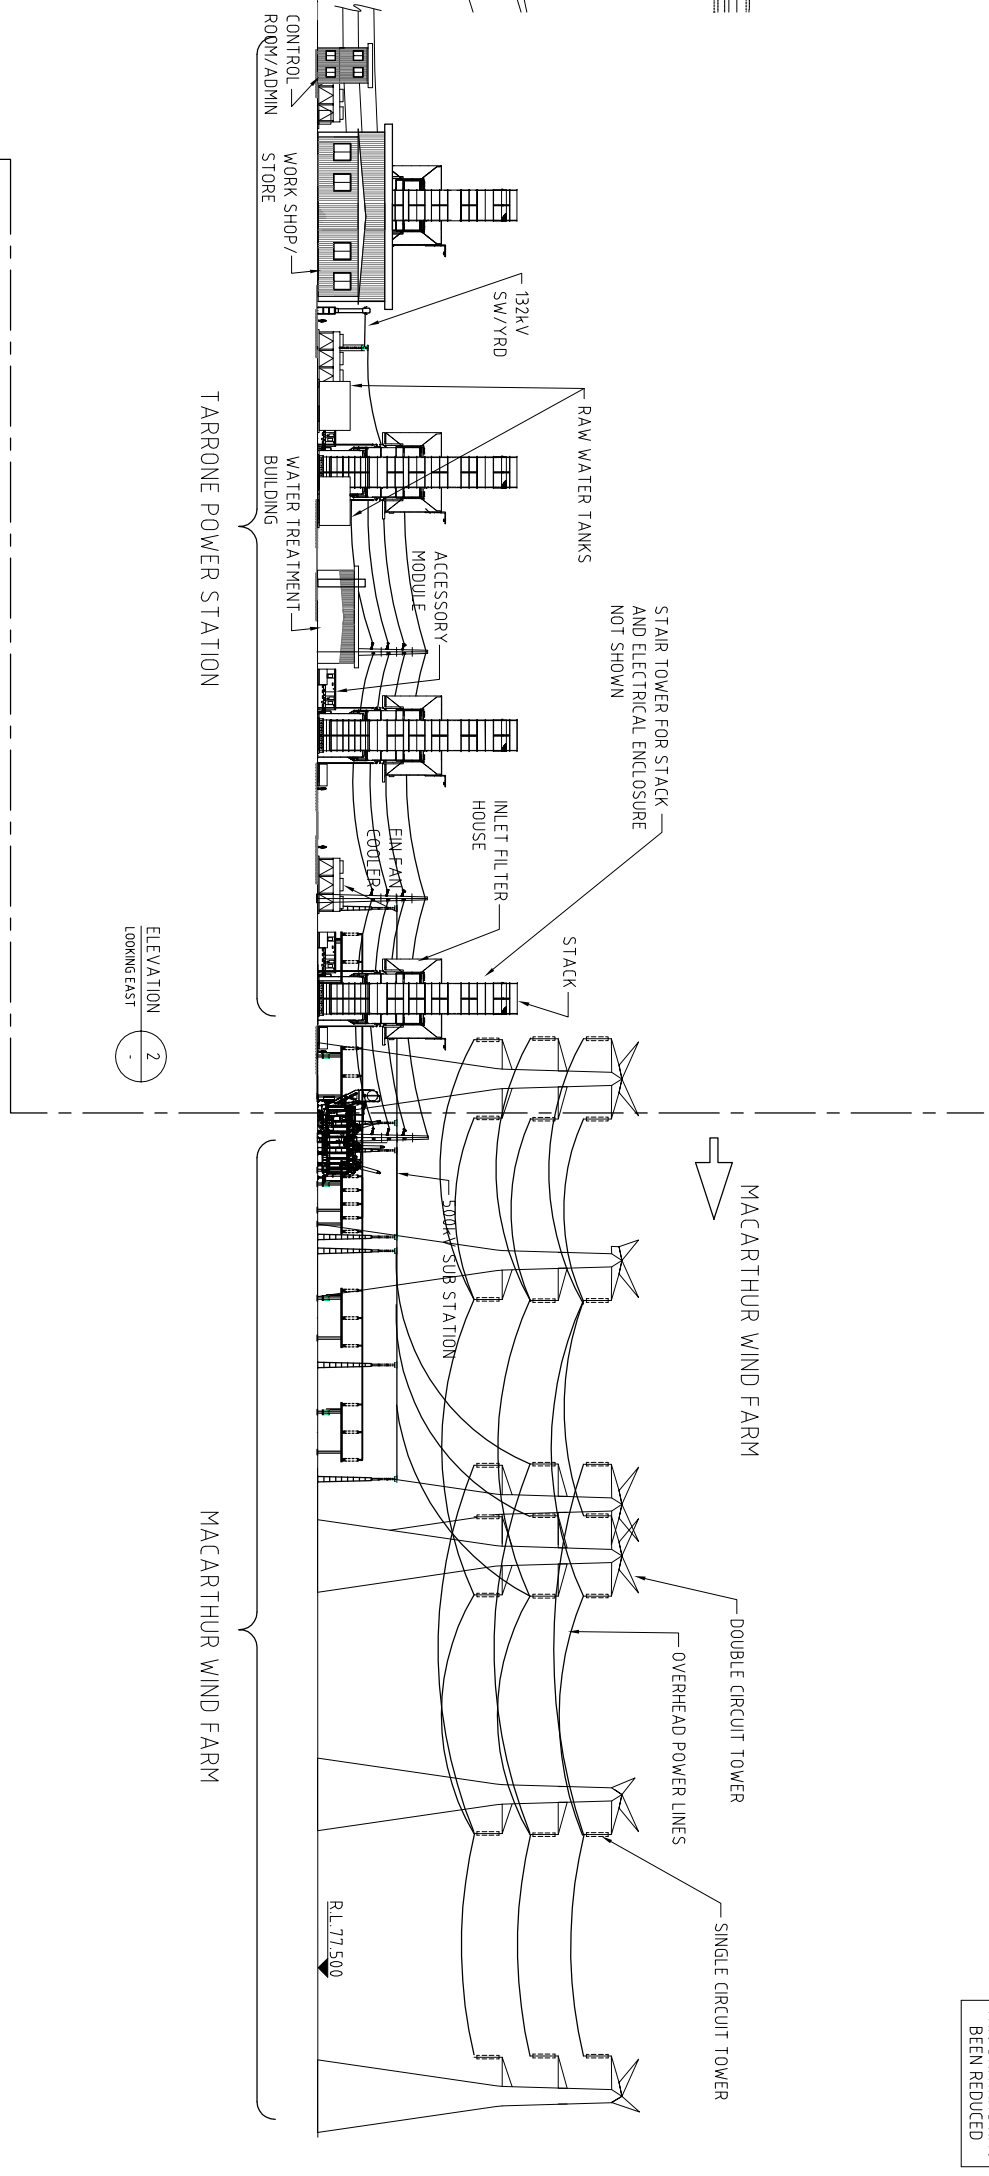 BEEN REDUCED
MACARTHUR WIND FARM
DOUBLE CIRCUIT TOWER
SINGLE CIRCUIT TOWER
OVERHEAD POWER LINES
STAIR TOWER FOR STACK
AND ELECTRICAL ENCLOSURE
NOT SHOWN
RAW WATER TANKS
STACK
132kV
SW/YRD
INLET FILTER
HOUSE
ACCESSORY
MODULE
500kV SUB STATION
FIN FAN
COOLER
R.L.77.500
CONTROL
ROOM/ADMIN
WORK SHOP/
STORE
WATER TREATMENT
BUILDING
TARRONE POWER STATION
MACARTHUR WIND FARM
ELEVATION
LOOKING EAST
2
-